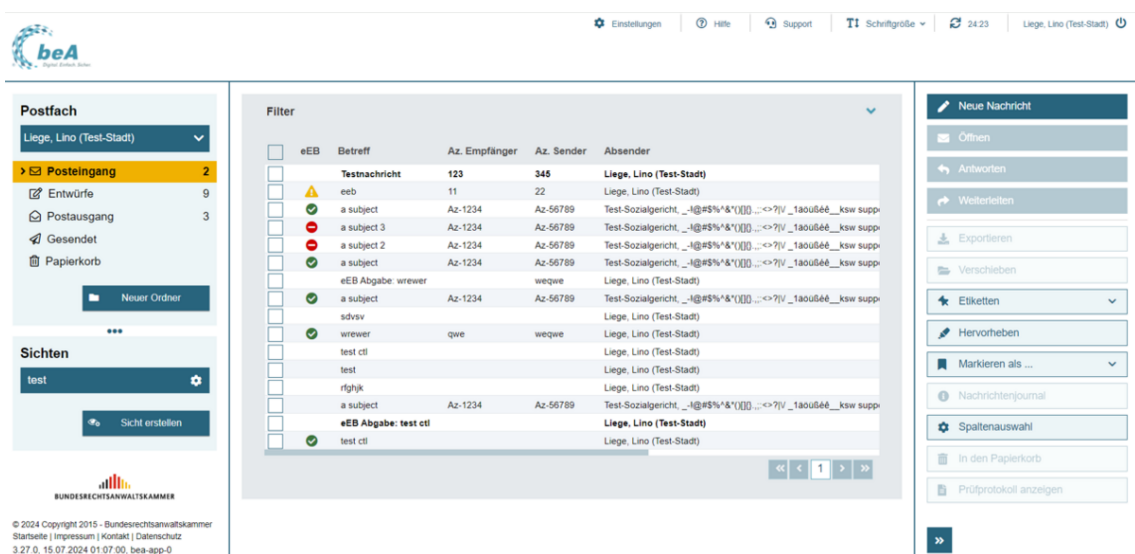 Einstellungen Hilfe Support Schriftgröße 24:23 Liege, Lino (Test-Stadt)
beA
Digital. Einfach. Sicher.
Postfach
Liege, Lino (Test-Stadt)
Posteingang 2
Entwürfe 9
Postausgang 3
Gesendet
Papierkorb
Neuer Ordner
Sichten
test
Sicht erstellen
BUNDESRECHTSANWALTSKAMMER
© 2024 Copyright 2015 - Bundesrechtsanwaltskammer
Startseite | Impressum | Kontakt | Datenschutz
3.27.0, 15.07.2024 01:07:00, bea-app-0
Filter
eEB Betreff Az. Empfänger Az. Sender Absender
Testnachricht 123 345 Liege, Lino (Test-Stadt)
eeb 11 22 Liege, Lino (Test-Stadt)
a subject Az-1234 Az-56789 Test-Sozialgericht,
a subject 3 Az-1234 Az-56789 Test-Sozialgericht,
a subject 2 Az-1234 Az-56789 Test-Sozialgericht,
a subject Az-1234 Az-56789 Test-Sozialgericht,
eEB Abgabe: wrewer weqwe Liege, Lino (Test-Stadt)
a subject Az-1234 Az-56789 Test-Sozialgericht,
sdvsv Liege, Lino (Test-Stadt)
wrewer qwe weqwe Liege, Lino (Test-Stadt)
test ctl Liege, Lino (Test-Stadt)
test Liege, Lino (Test-Stadt)
rfghjk Liege, Lino (Test-Stadt)
a subject Az-1234 Az-56789 Test-Sozialgericht,
eEB Abgabe: test ctl Liege, Lino (Test-Stadt)
test ctl Liege, Lino (Test-Stadt)
1
Neue Nachricht
Öffnen
Antworten
Weiterleiten
Exportieren
Verschieben
Etiketten
Hervorheben
Markieren als ...
Nachrichtenjournal
Spaltenauswahl
In den Papierkorb
Prüfprotokoll anzeigen